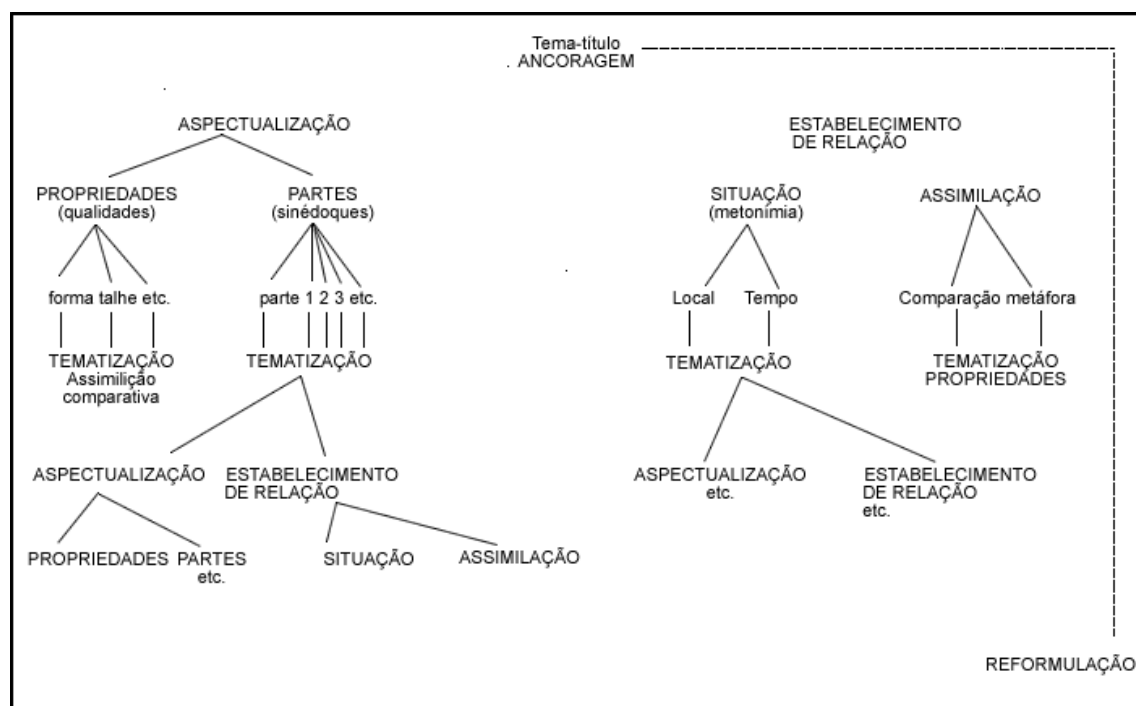 Tema-título
ANCORAGEM
ASPECTUALIZAÇÃO
ESTABELECIMENTO
DE RELAÇÃO
PROPRIEDADES
(qualidades)
PARTES
(sinédoques)
SITUAÇÃO
(metonímia)
ASSIMILAÇÃO
forma talhe etc.
parte 1 2 3 etc.
Local
Tempo
Comparação metáfora
TEMATIZAÇÃO
Assimilição
comparativa
TEMATIZAÇÃO
TEMATIZAÇÃO
TEMATIZAÇÃO
PROPRIEDADES
ASPECTUALIZAÇÃO
ESTABELECIMENTO
DE RELAÇÃO
ASPECTUALIZAÇÃO
etc.
ESTABELECIMENTO
DE RELAÇÃO
etc.
PROPRIEDADES
PARTES
etc.
SITUAÇÃO
ASSIMILAÇÃO
REFORMULAÇÃO